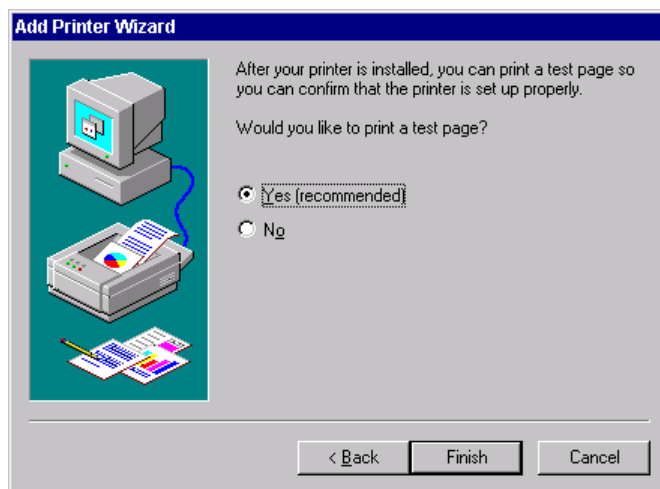 Add Printer Wizard
After your printer is installed, you can print a test page so
you can confirm that the printer is set up properly.
Would you like to print a test page?
Yes (recommended)
No
< Back
Finish
Cancel